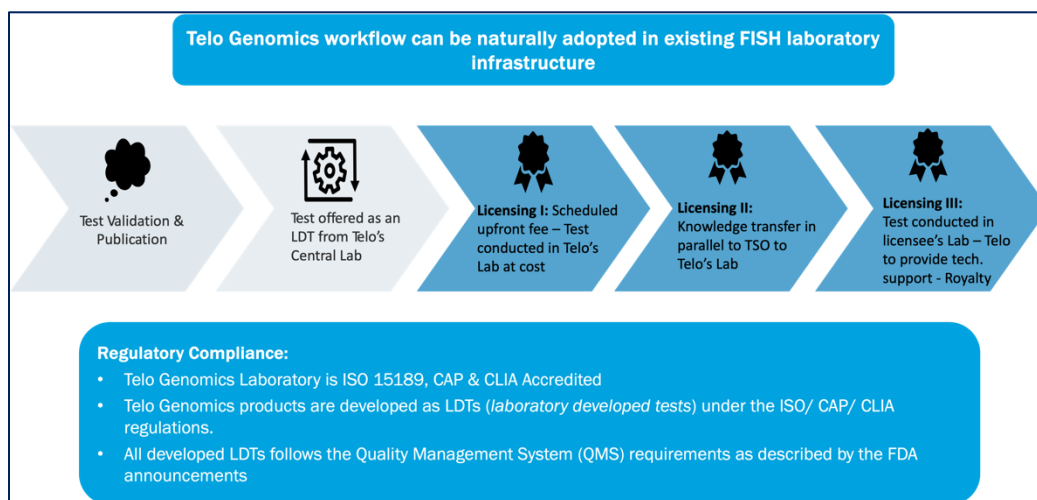 Telo Genomics workflow can be naturally adopted in existing FISH laboratory
infrastructure
Test Validation &
Publication
Test offered as an
LDT from Telo's
Central Lab
Licensing I: Scheduled
upfront fee – Test
conducted in Telo's
Lab at cost
Licensing II:
Knowledge transfer in
parallel to TSO to
Telo's Lab
Licensing III:
Test conducted in
licensee's Lab – Telo
to provide tech.
support - Royalty
Regulatory Compliance:
• Telo Genomics Laboratory is ISO 15189, CAP & CLIA Accredited
• Telo Genomics products are developed as LDTs (laboratory developed tests) under the ISO/ CAP/ CLIA
regulations.
• All developed LDTs follows the Quality Management System (QMS) requirements as described by the FDA
announcements